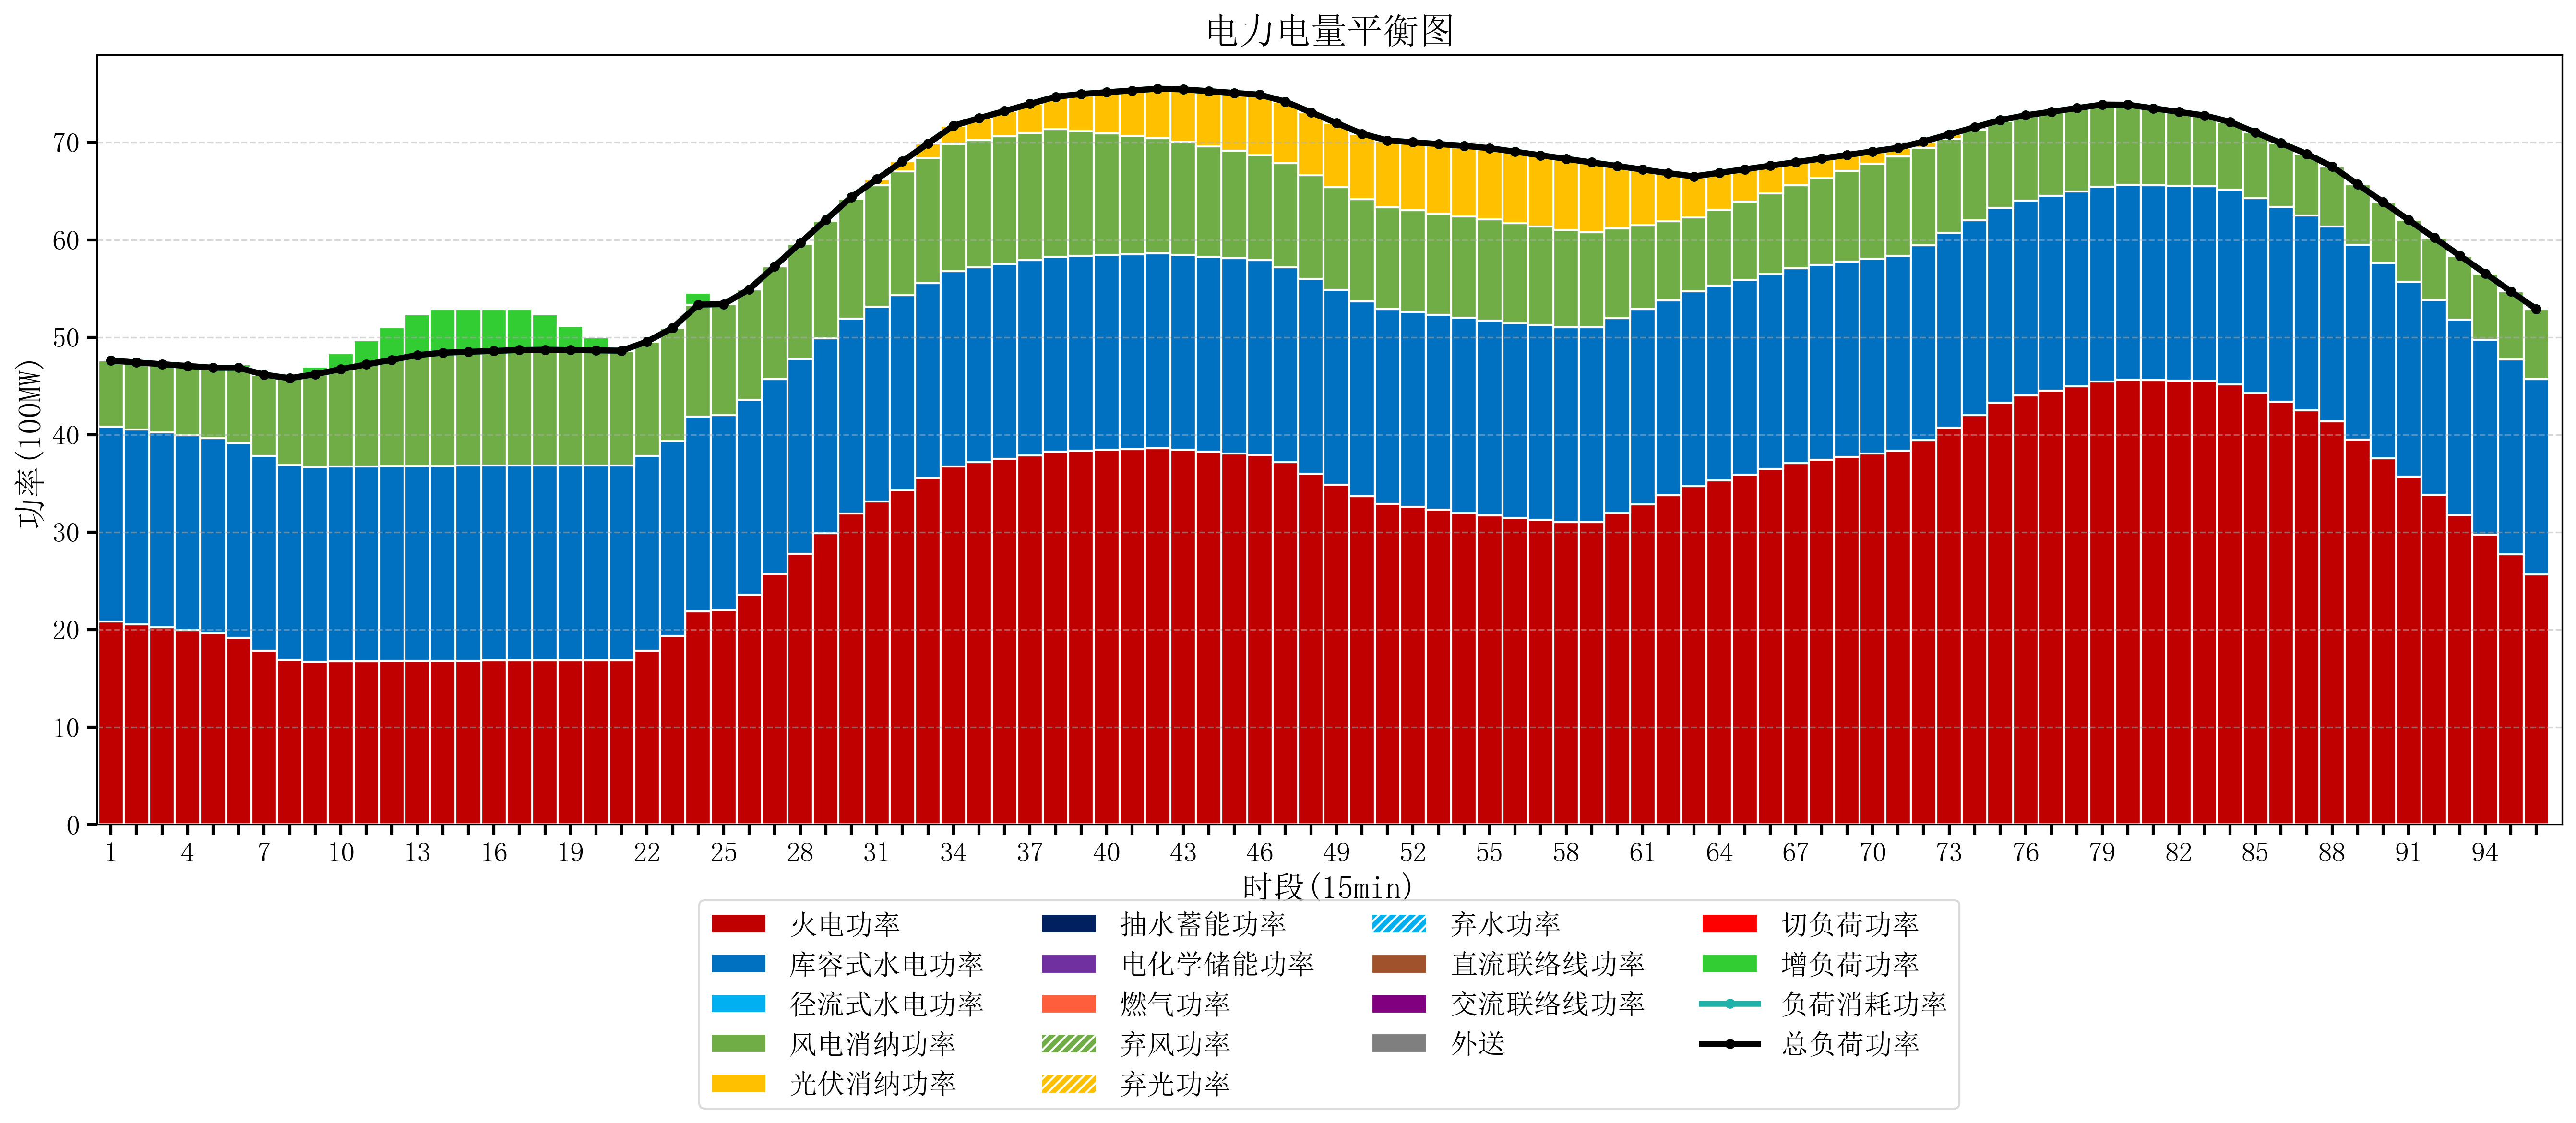 电力电量平衡图
功率(100MW)
70
60
50
40
30
20
10
0
1 4 7 10 13 16 19 22 25 28 31 34 37 40 43 46 49 52 55 58 61 64 67 70 73 76 79 82 85 88 91 94
时段(15min)
火电功率 抽水蓄能功率 弃水功率 切负荷功率
库容式水电功率 电化学储能功率 直流联络线功率 增负荷功率
径流式水电功率 燃气功率 交流联络线功率 负荷消耗功率
风电消纳功率 弃风功率 外送 总负荷功率
光伏消纳功率 弃光功率